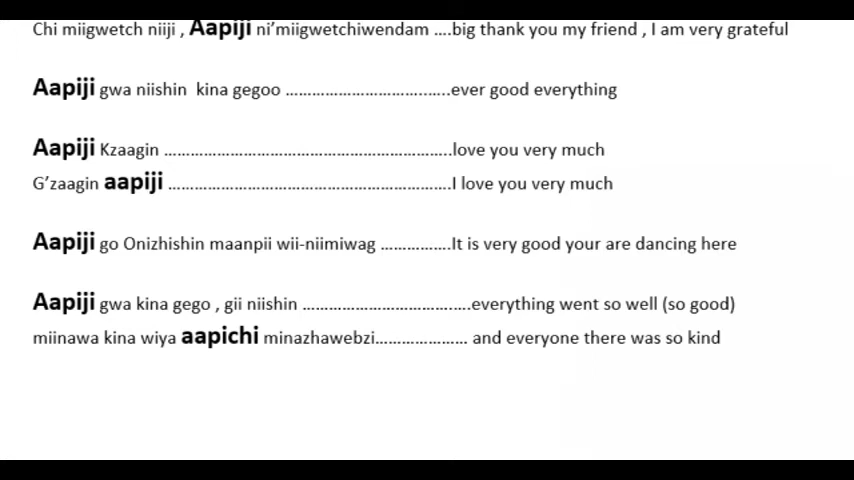 Chi miigwetch niiji , Aapiji ni’miigwetchiwendam ….big thank you my friend , I am very grateful
Aapiji gwa niishin  kina gegoo …………………………..…..ever good everything
Aapiji Kzaagin ………………………………………………………..love you very much
G’zaagin aapiji ……………………………………………………….I love you very much
Aapiji go Onizhishin maanpii wii-niimiwag …………….It is very good your are dancing here
Aapiji gwa kina gego , gii niishin ……………………………..….everything went so well (so good)
miinawa kina wiya aapichi minazhawebzi………………… and everyone there was so kind